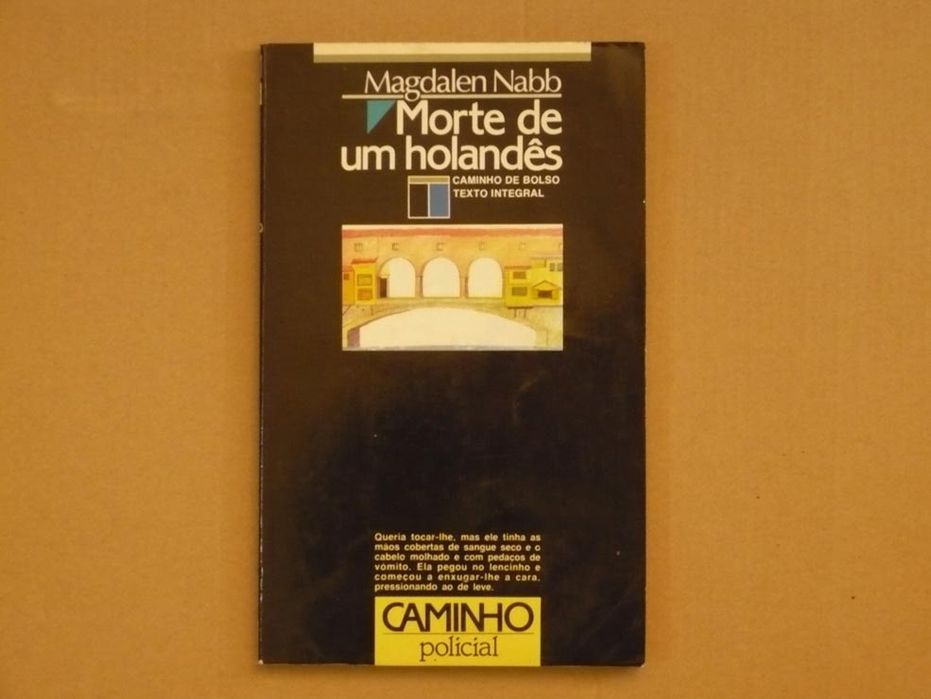 Magdalen Nabb
Morte de
um holandês
CAMINHO DE BOLSO
TEXTO INTEGRAL
Queria tocar-lhe, mas ele tinha as
mãos cobertas de sangue seco e o
cabelo molhado e com pedaços de
vómito. Ela pegou no lencinho e
começou a enxugar-lhe a cara,
pressionando ao de leve.
CAMINHO
policial